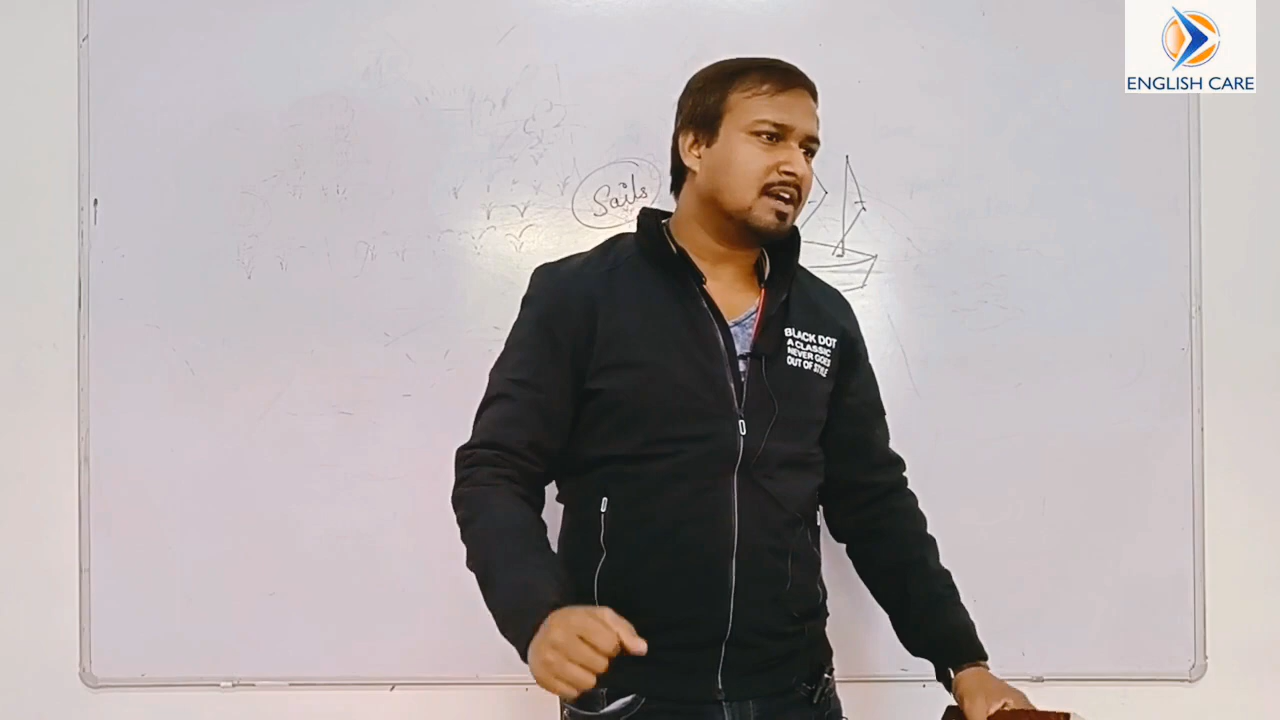 ENGLISH CARE
Sails
BLACK DOT
A CLASSIC
NEVER GOES
OUT OF STYLE